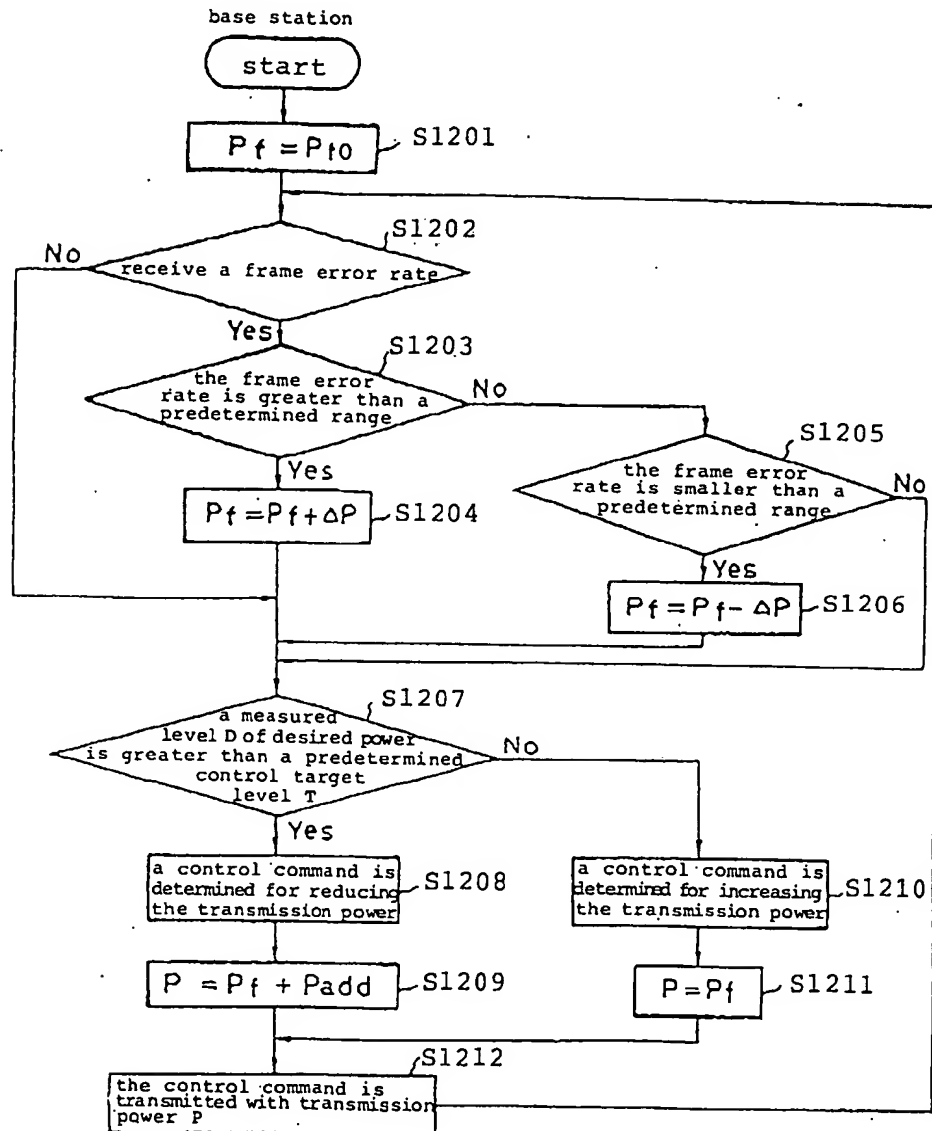 base station
start
Pf = Pf0
S1201
S1202
No
receive a frame error rate
Yes
S1203
the frame error
rate is greater than a
predetermined range
No
S1205
the frame error
rate is smaller than a
predetermined range
No
Yes
Pf = Pf + ΔP
S1204
Yes
Pf = Pf - ΔP
S1206
S1207
a measured
level D of desired power
is greater than a predetermined
control target
level T
No
Yes
a control command is
determined for reducing
the transmission power
S1208
a control command is
determined for increasing
the transmission power
S1210
P = Pf + Padd
S1209
P = Pf
S1211
S1212
the control command is
transmitted with transmission
power P